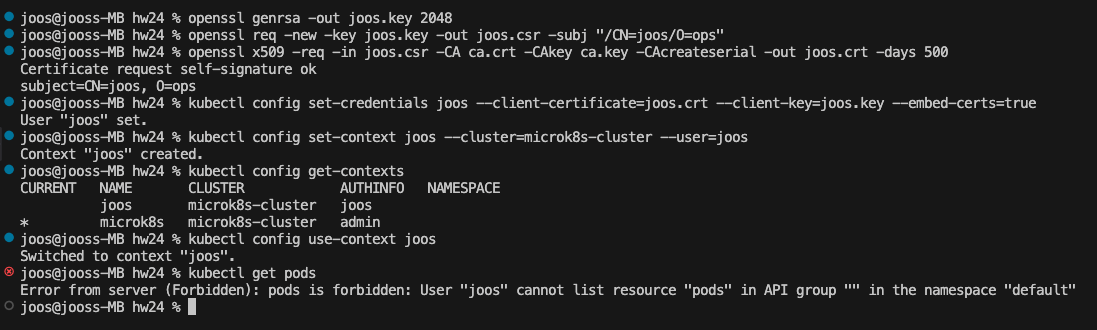 joos@jooss-MB hw24 % openssl genrsa -out joos.key 2048
joos@jooss-MB hw24 % openssl req -new -key joos.key -out joos.csr -subj "/CN=joos/O=ops"
joos@jooss-MB hw24 % openssl x509 -req -in joos.csr -CA ca.crt -CAkey ca.key -CAcreateserial -out joos.crt -days 500
Certificate request self-signature ok
subject=CN=joos, O=ops
joos@jooss-MB hw24 % kubectl config set-credentials joos --client-certificate=joos.crt --client-key=joos.key --embed-certs=true
User "joos" set.
joos@jooss-MB hw24 % kubectl config set-context joos --cluster=microk8s-cluster --user=joos
Context "joos" created.
joos@jooss-MB hw24 % kubectl config get-contexts
CURRENT   NAME       CLUSTER            AUTHINFO   NAMESPACE
          joos       microk8s-cluster   joos
*         microk8s   microk8s-cluster   admin
joos@jooss-MB hw24 % kubectl config use-context joos
Switched to context "joos".
joos@jooss-MB hw24 % kubectl get pods
Error from server (Forbidden): pods is forbidden: User "joos" cannot list resource "pods" in API group "" in the namespace "default"
joos@jooss-MB hw24 %